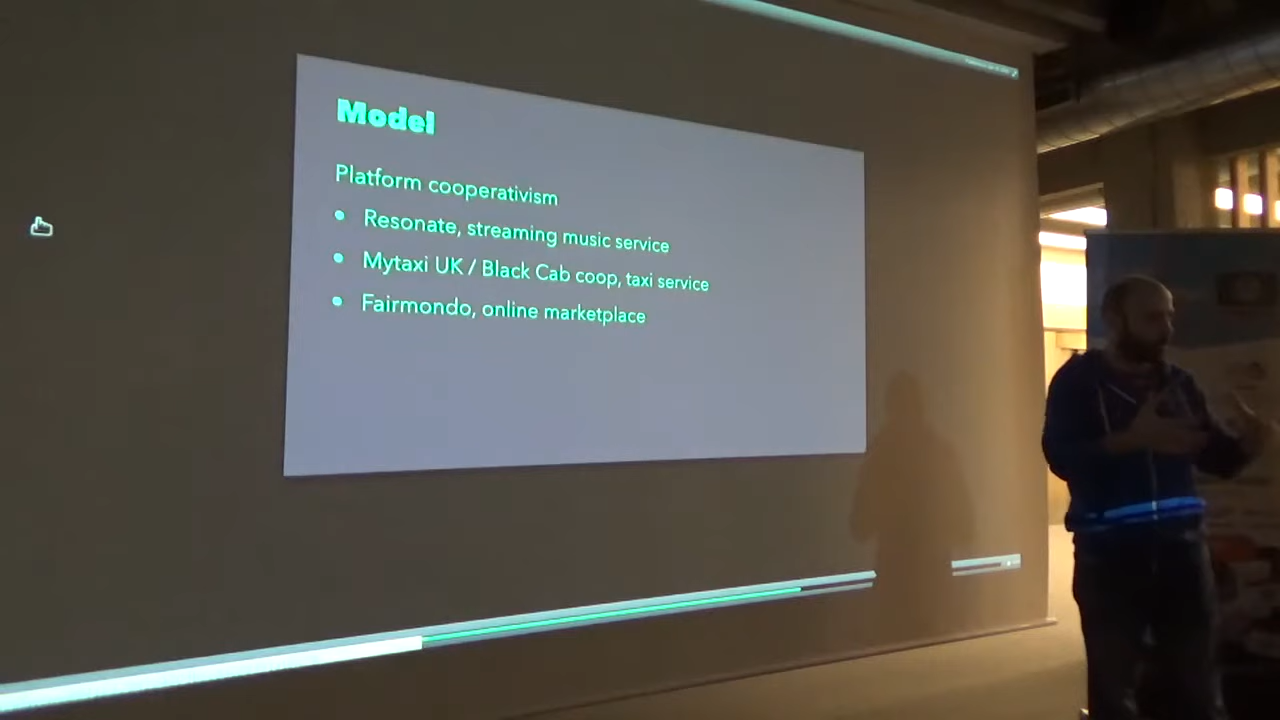 Model
Platform cooperativism
Resonate, streaming music service
Mytaxi UK / Black Cab coop, taxi service
Fairmondo, online marketplace